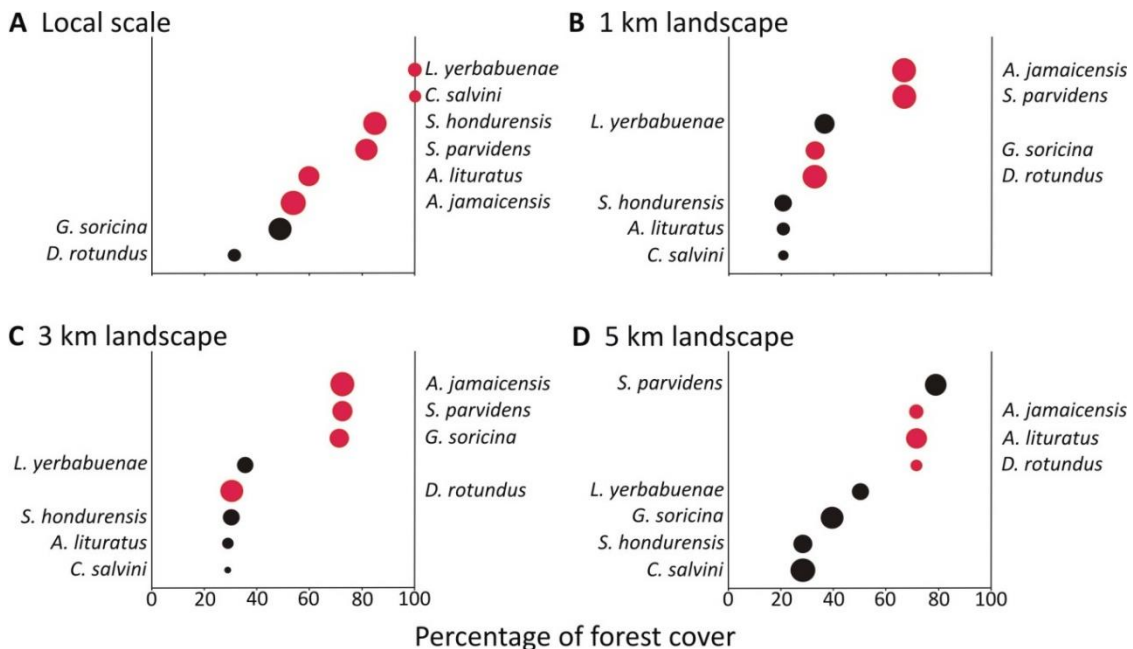 A Local scale
L. yerbabuenae
C. salvini
S. hondurensis
S. parvidens
A. lituratus
A. jamaicensis
G. soricina
D. rotundus
B 1 km landscape
A. jamaicensis
S. parvidens
L. yerbabuenae
G. soricina
D. rotundus
S. hondurensis
A. lituratus
C. salvini
C 3 km landscape
A. jamaicensis
S. parvidens
G. soricina
L. yerbabuenae
D. rotundus
S. hondurensis
A. lituratus
C. salvini
0 20 40 60 80 100
D 5 km landscape
S. parvidens
A. jamaicensis
A. lituratus
D. rotundus
L. yerbabuenae
G. soricina
S. hondurensis
C. salvini
0 20 40 60 80 100
Percentage of forest cover